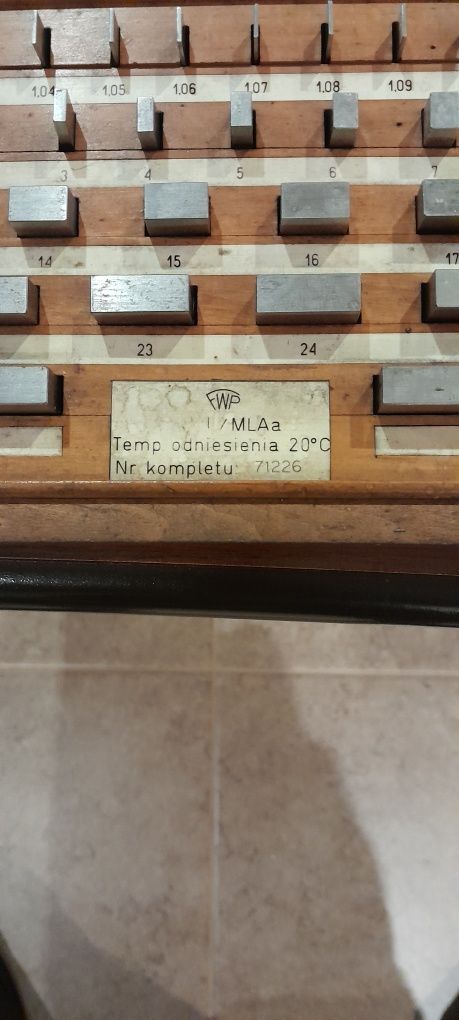 1.04 1.05 1.06 1.07 1.08 1.09
3 4 5 6 7
14 15 16 17
23 24
FWP
/MLAa
Temp odniesienia 20°C
Nr kompletu: 71226